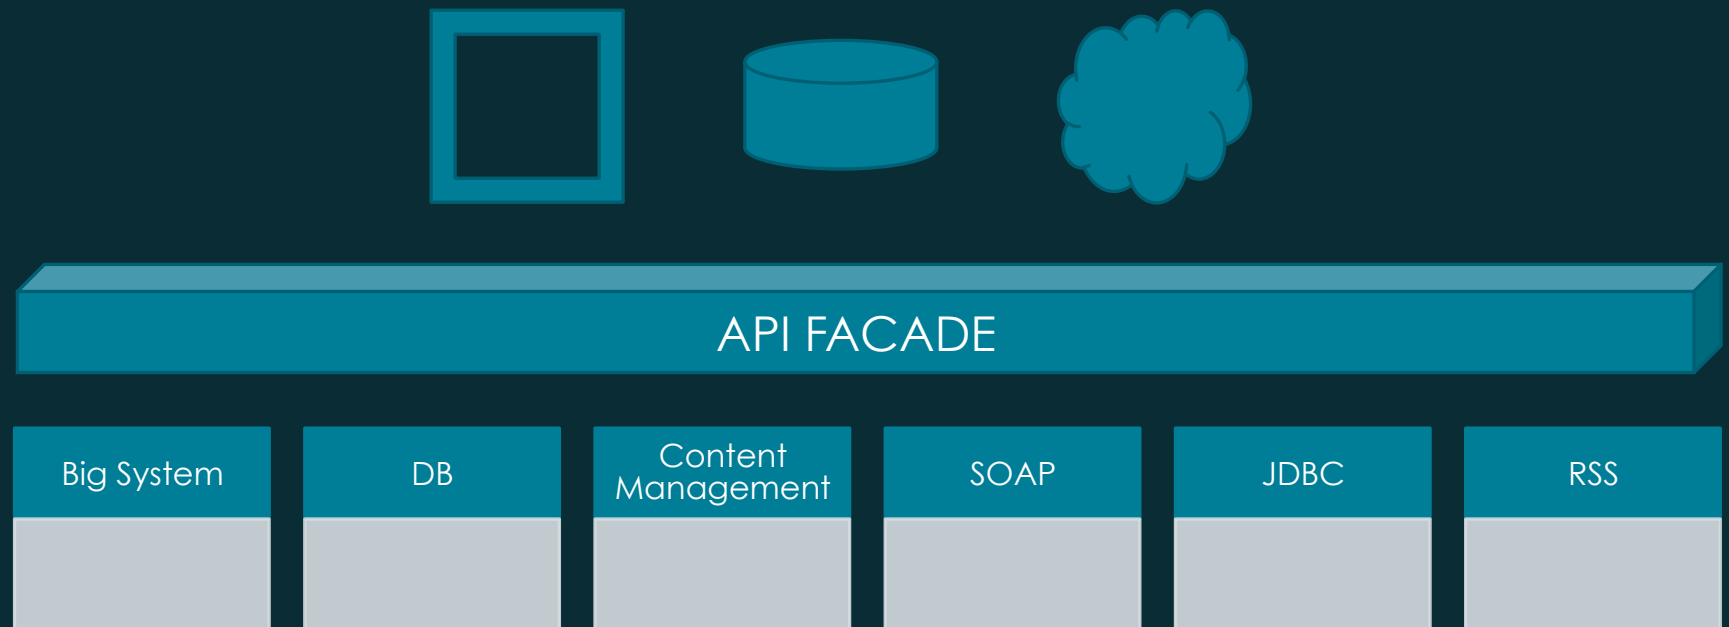 API FACADE
Big System
DB
Content
Management
SOAP
JDBC
RSS